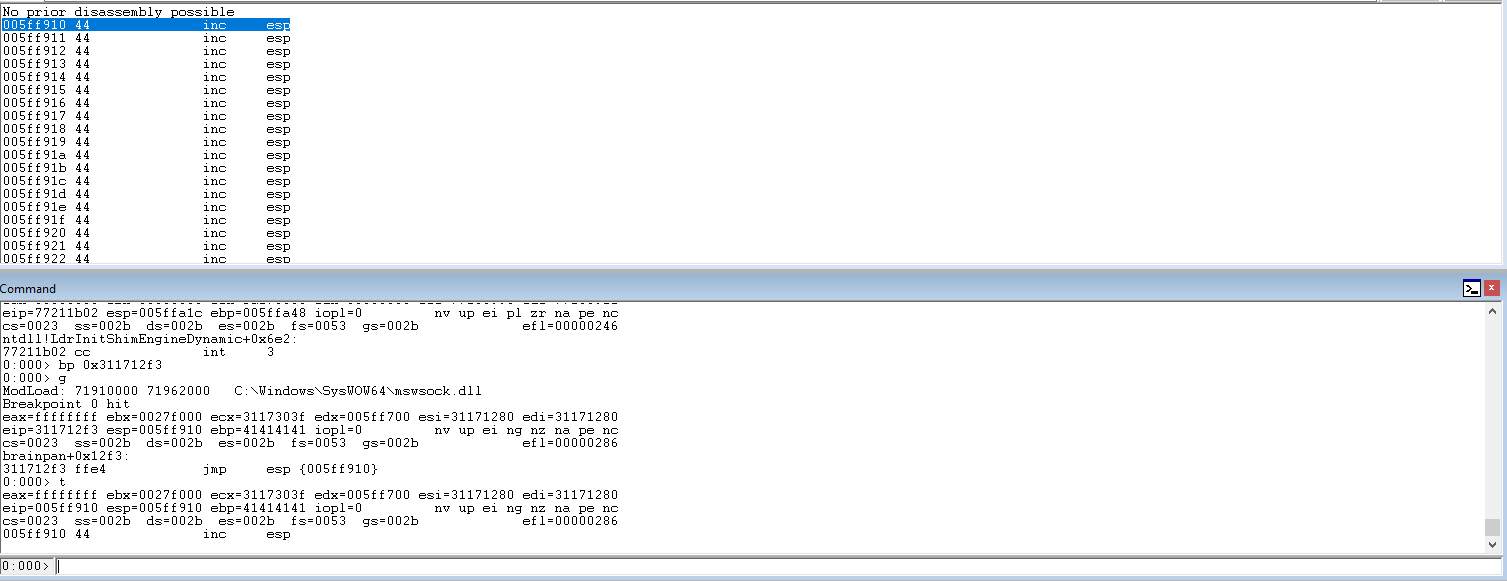 No prior disassembly possible
005ff910 44 inc esp
005ff911 44 inc esp
005ff912 44 inc esp
005ff913 44 inc esp
005ff914 44 inc esp
005ff915 44 inc esp
005ff916 44 inc esp
005ff917 44 inc esp
005ff918 44 inc esp
005ff919 44 inc esp
005ff91a 44 inc esp
005ff91b 44 inc esp
005ff91c 44 inc esp
005ff91d 44 inc esp
005ff91e 44 inc esp
005ff91f 44 inc esp
005ff920 44 inc esp
005ff921 44 inc esp
005ff922 44 inc esp
Command
eip=77211b02 esp=005ffa1c ebp=005ffa48 iopl=0 nv up ei pl zr na pe nc
cs=0023 ss=002b ds=002b es=002b fs=0053 gs=002b efl=00000246
ntdll!LdrInitShimEngineDynamic+0x6e2:
77211b02 cc int 3
0:000> bp 0x311712f3
0:000> g
ModLoad: 71910000 71962000 C:\Windows\SysWOW64\mswsock.dll
Breakpoint 0 hit
eax=ffffffff ebx=0027f000 ecx=3117303f edx=005ff700 esi=31171280 edi=31171280
eip=311712f3 esp=005ff910 ebp=41414141 iopl=0 nv up ei ng nz na pe nc
cs=0023 ss=002b ds=002b es=002b fs=0053 gs=002b efl=00000286
brainpan+0x12f3:
311712f3 ffe4 jmp esp {005ff910}
0:000> t
eax=ffffffff ebx=0027f000 ecx=3117303f edx=005ff700 esi=31171280 edi=31171280
eip=005ff910 esp=005ff910 ebp=41414141 iopl=0 nv up ei ng nz na pe nc
cs=0023 ss=002b ds=002b es=002b fs=0053 gs=002b efl=00000286
005ff910 44 inc esp
0:000>